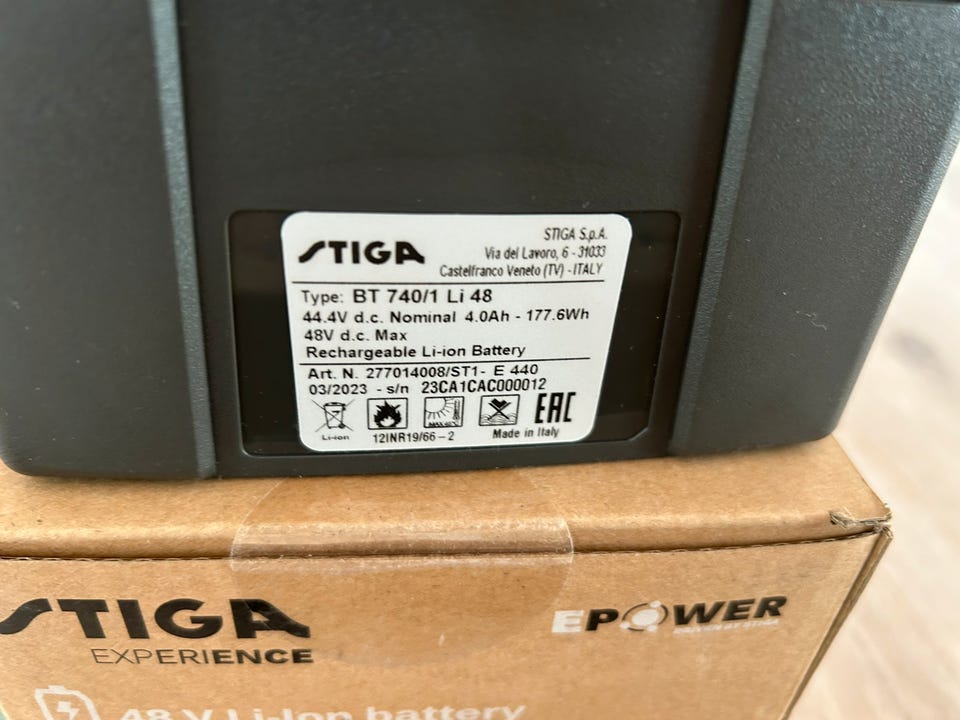 STIGA
STIGA S.p.A.
Via del Lavoro, 6 - 31033
Castelfranco Veneto (TV) - ITALY
Type: BT 740/1 Li 48
44.4V d.c. Nominal 4.0Ah - 177.6Wh
48V d.c. Max
Rechargeable Li-ion Battery
Art. N. 277014008/ST1- E 440
03/2023 - s/n 23CA1CAC000012
Li-ion
12INR19/66-2
Made in Italy
EAC
STIGA
EXPERIENCE
EPOWER
48 V Li-Ion battery